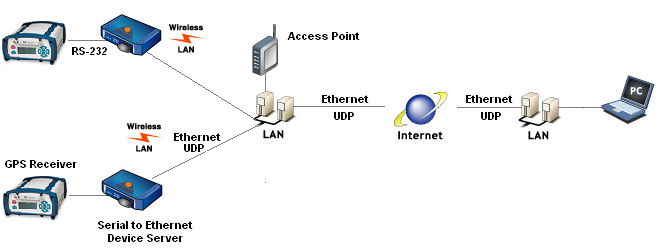 Wireless
LAN
RS-232
Access Point
Ethernet
UDP
Ethernet
UDP
PC
LAN
Internet
LAN
Wireless
LAN
Ethernet
UDP
GPS Receiver
Serial to Ethernet
Device Server